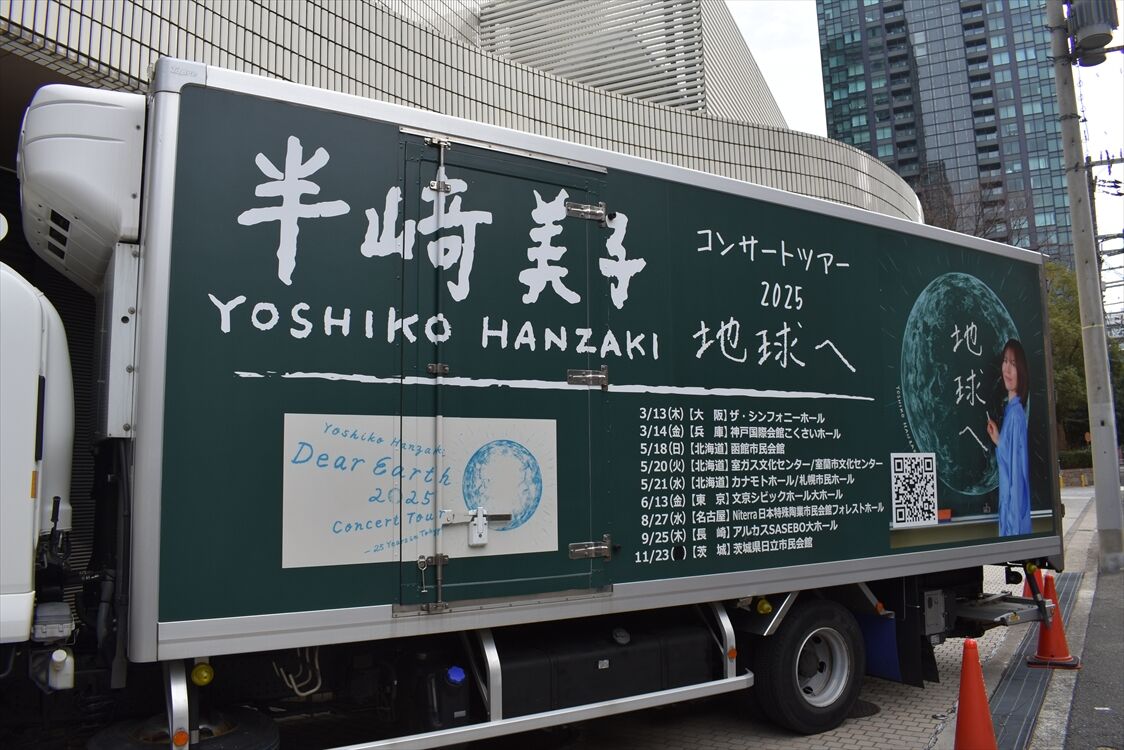 半﨑美子
YOSHIKO HANZAKI
コンサートツアー
2025
地球へ
Yoshiko Hanzaki
Dear Earth
2025
Concert Tour
-25 Years in Tokyo
3/13(木)【大 阪】ザ・シンフォニーホール
3/14(金)【兵 庫】神戸国際会館こくさいホール
5/18(日)【北海道】函館市民会館
5/20(火)【北海道】室ガス文化センター/室蘭市文化センター
5/21(水)【北海道】カナモトホール/札幌市民ホール
6/13(金)【東 京】文京シビックホール大ホール
8/27(水)【名古屋】Niterra日本特殊陶業市民会館フォレストホール
9/25(木)【長 崎】アルカスSASEBO大ホール
11/23( )【茨 城】茨城県日立市民会館
地球へ
YOSHIKO HANZAKI